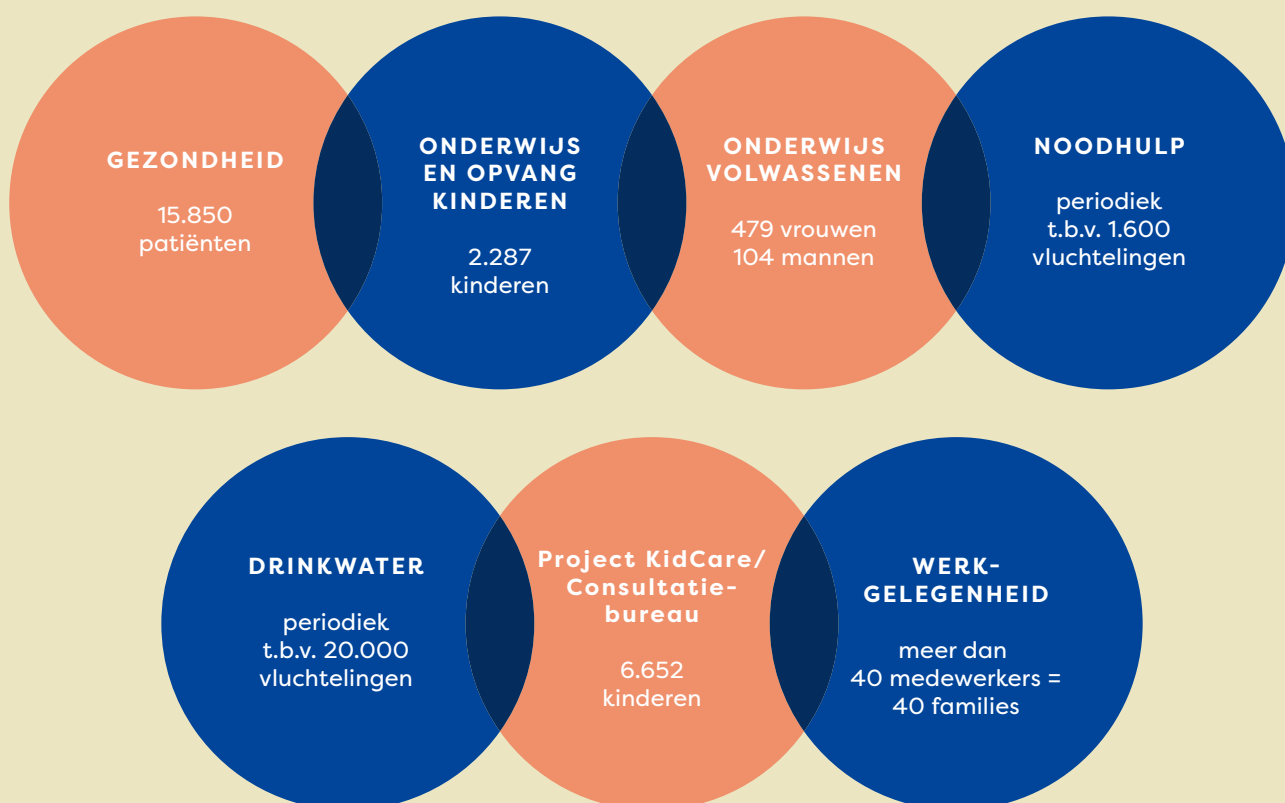 GEZONDHEID
15.850
patiënten
ONDERWIJS
EN OPVANG
KINDEREN
2.287
kinderen
ONDERWIJS
VOLWASSENEN
479 vrouwen
104 mannen
NOODHULP
periodiek
t.b.v. 1.600
vluchtelingen
DRINKWATER
periodiek
t.b.v. 20.000
vluchtelingen
Project KidCare/
Consultatie-
bureau
6.652
kinderen
WERK-
GELEGENHEID
meer dan
40 medewerkers =
40 families